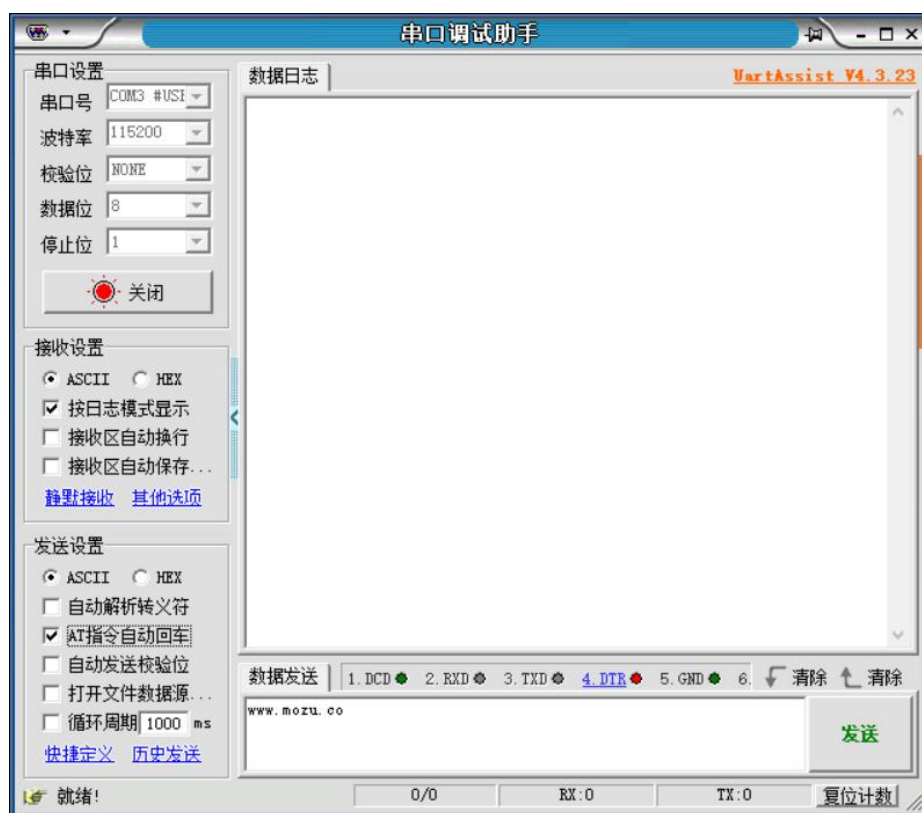 串口调试助手
串口设置
串口号 COM3 #USB
波特率 115200
校验位 NONE
数据位 8
停止位 1
关闭
接收设置
ASCII HEX
按日志模式显示
接收区自动换行
接收区自动保存...
静默接收 其他选项
发送设置
ASCII HEX
自动解析转义符
AT指令自动回车
自动发送校验位
打开文件数据源...
循环周期 1000 ms
快捷定义 历史发送
数据日志 UartAssist V4.3.23
数据发送 1.DCD 2.RXD 3.TXD 4.DTR 5.GND 6. 清除 清除
www.mozu.co
发送
就绪! 0/0 RX:0 TX:0 复位计数